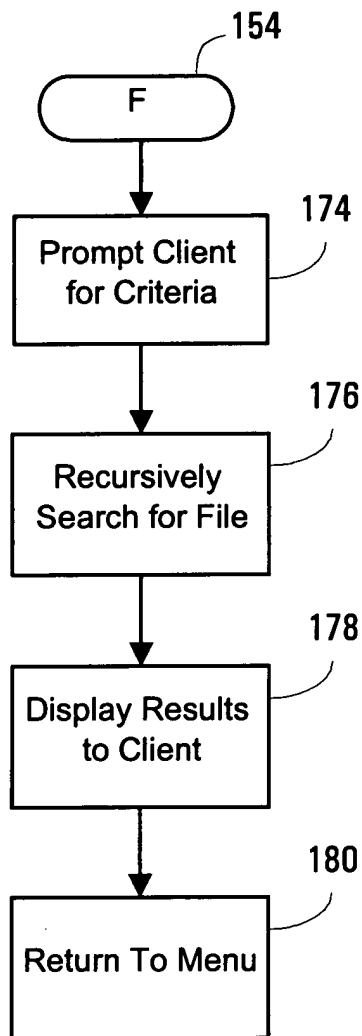 154
F
174
Prompt Client
for Criteria
176
Recursively
Search for File
178
Display Results
to Client
180
Return To Menu